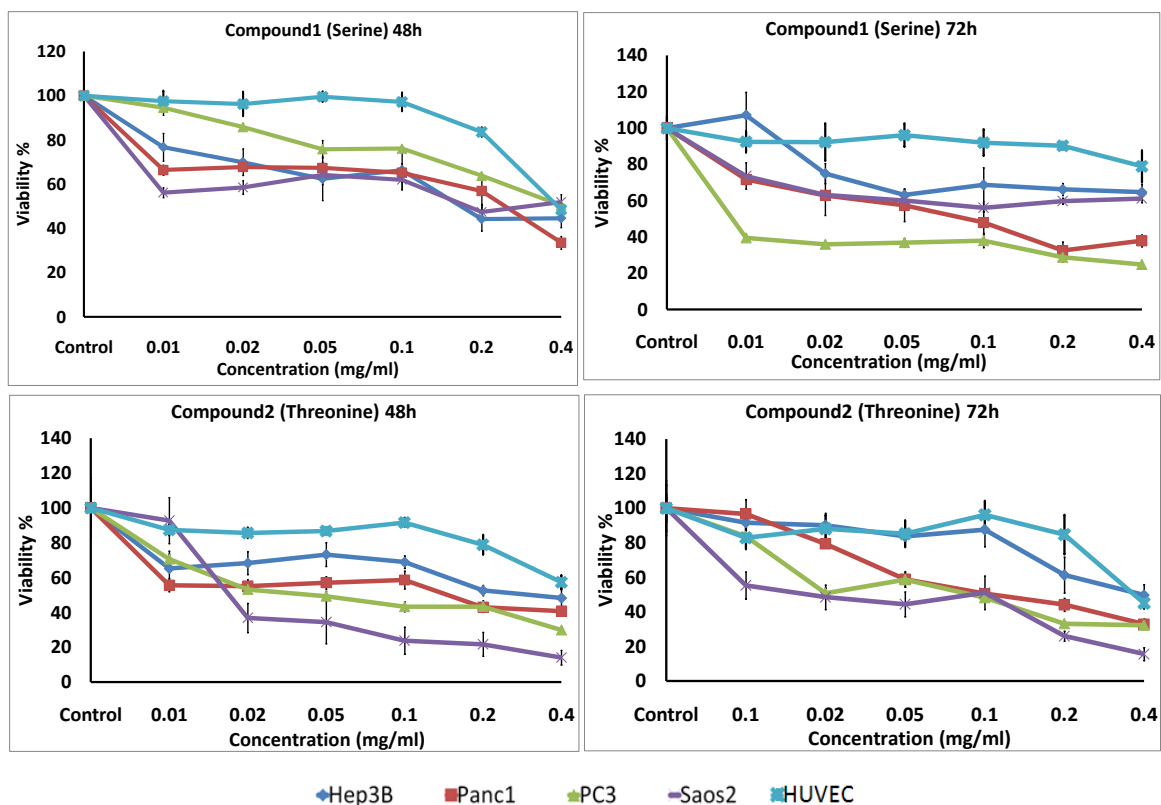 Compound1 (Serine) 48h
120
100
80
60
40
20
0
Viability %
Control 0.01 0.02 0.05 0.1 0.2 0.4
Concentration (mg/ml)
Compound1 (Serine) 72h
140
120
100
80
60
40
20
0
Viability %
Control 0.01 0.02 0.05 0.1 0.2 0.4
Concentration (mg/ml)
Compound2 (Threonine) 48h
140
120
100
80
60
40
20
0
Viability %
Control 0.01 0.02 0.05 0.1 0.2 0.4
Concentration (mg/ml)
Compound2 (Threonine) 72h
140
120
100
80
60
40
20
0
Viability %
Control 0.1 0.02 0.05 0.1 0.2 0.4
Concentration (mg/ml)
Hep3B Panc1 PC3 Saos2 HUVEC